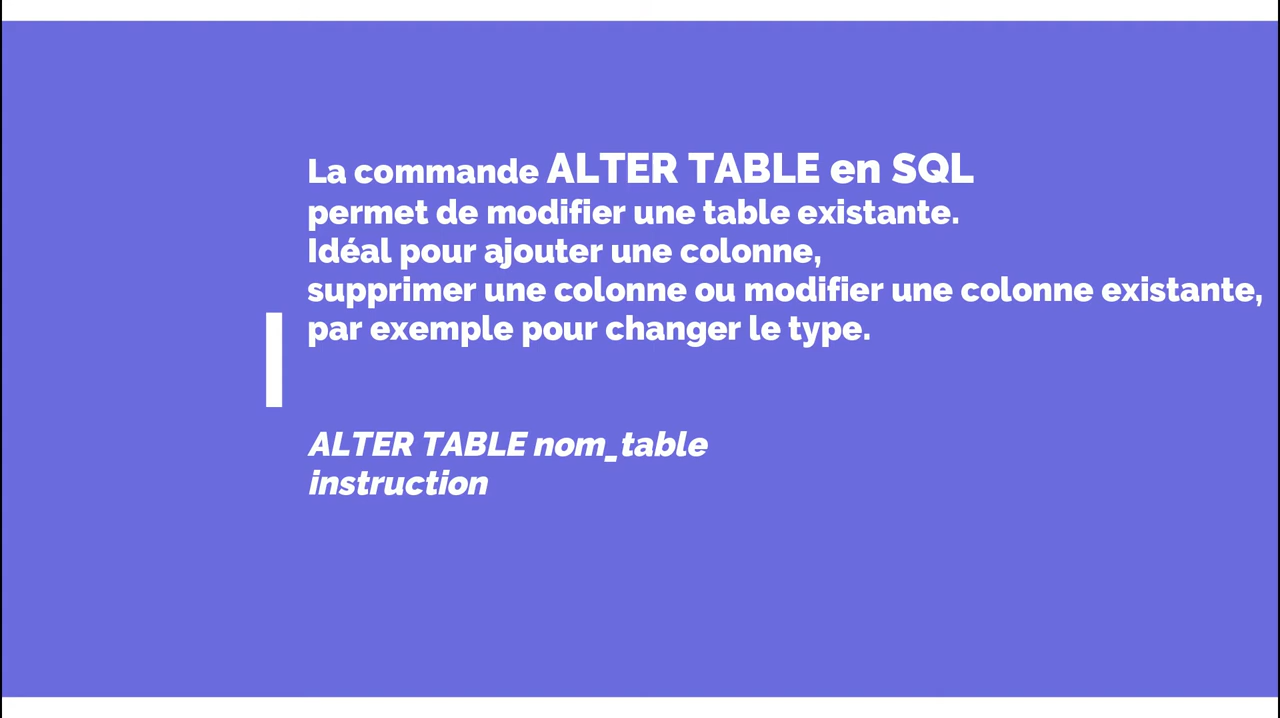 La commande ALTER TABLE en SQL
permet de modifier une table existante.
Idéal pour ajouter une colonne,
supprimer une colonne ou modifier une colonne existante,
par exemple pour changer le type.
ALTER TABLE nom_table
instruction